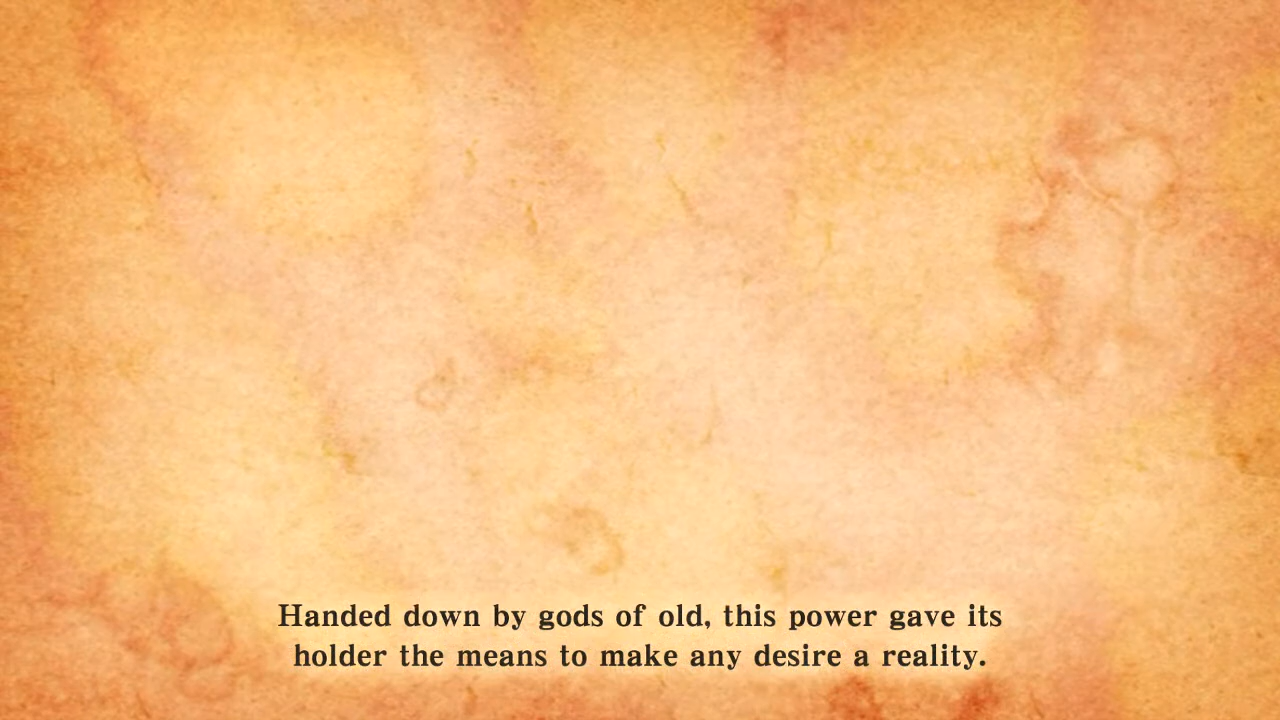 Handed down by gods of old, this power gave its
holder the means to make any desire a reality.